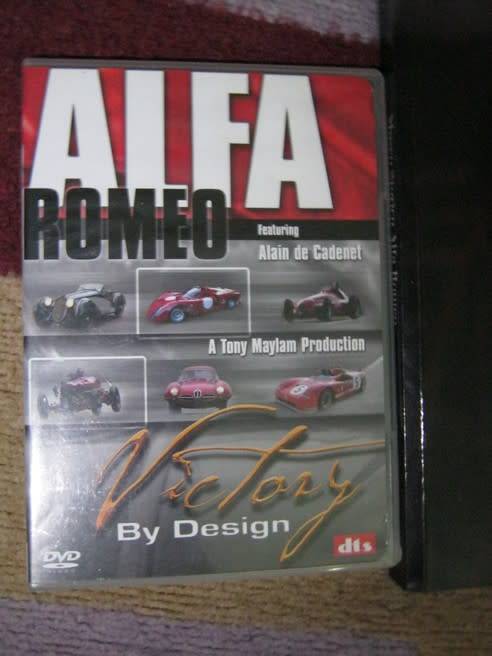 ALFA
ROMEO
Featuring
Alain de Cadenet
A Tony Maylam Production
Victory
By Design
DVD
dts